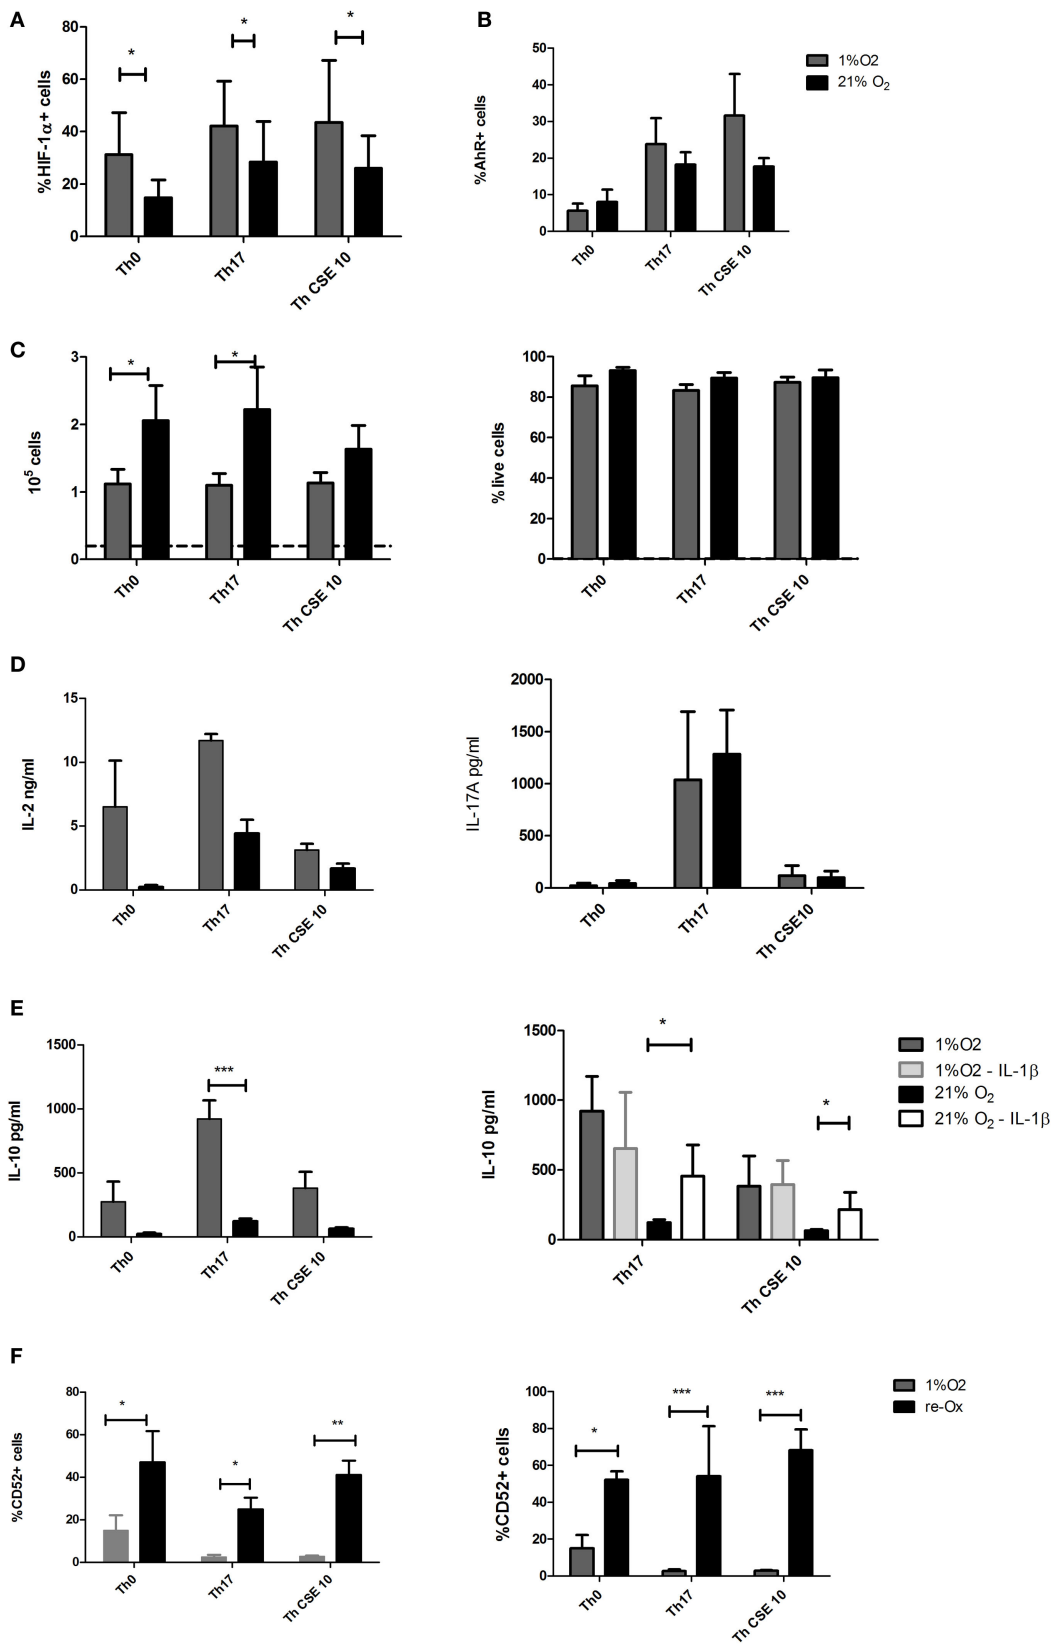 A
%HIF-1α+ cells
80
60
40
20
0
*
*
*
Th0
Th17
Th CSE 10
B
%AhR+ cells
50
40
30
20
10
0
Th0
Th17
Th CSE 10
1%O2
21% O2
C
10^5 cells
3
2
1
0
*
*
Th0
Th17
Th CSE 10
% live cells
100
80
60
40
20
0
Th0
Th17
Th CSE 10
D
IL-2 ng/ml
15
10
5
0
Th0
Th17
Th CSE 10
IL-17A pg/ml
2000
1500
1000
500
0
Th0
Th17
Th CSE10
E
IL-10 pg/ml
1500
1000
500
0
***
Th0
Th17
Th CSE 10
IL-10 pg/ml
1500
1000
500
0
*
*
Th17
Th CSE 10
1%O2
1%O2 - IL-1β
21% O2
21% O2 - IL-1β
F
%CD52+ cells
80
60
40
20
0
*
*
**
Th0
Th17
Th CSE 10
%CD52+ cells
100
80
60
40
20
0
*
***
***
Th0
Th17
Th CSE 10
1%O2
re-Ox